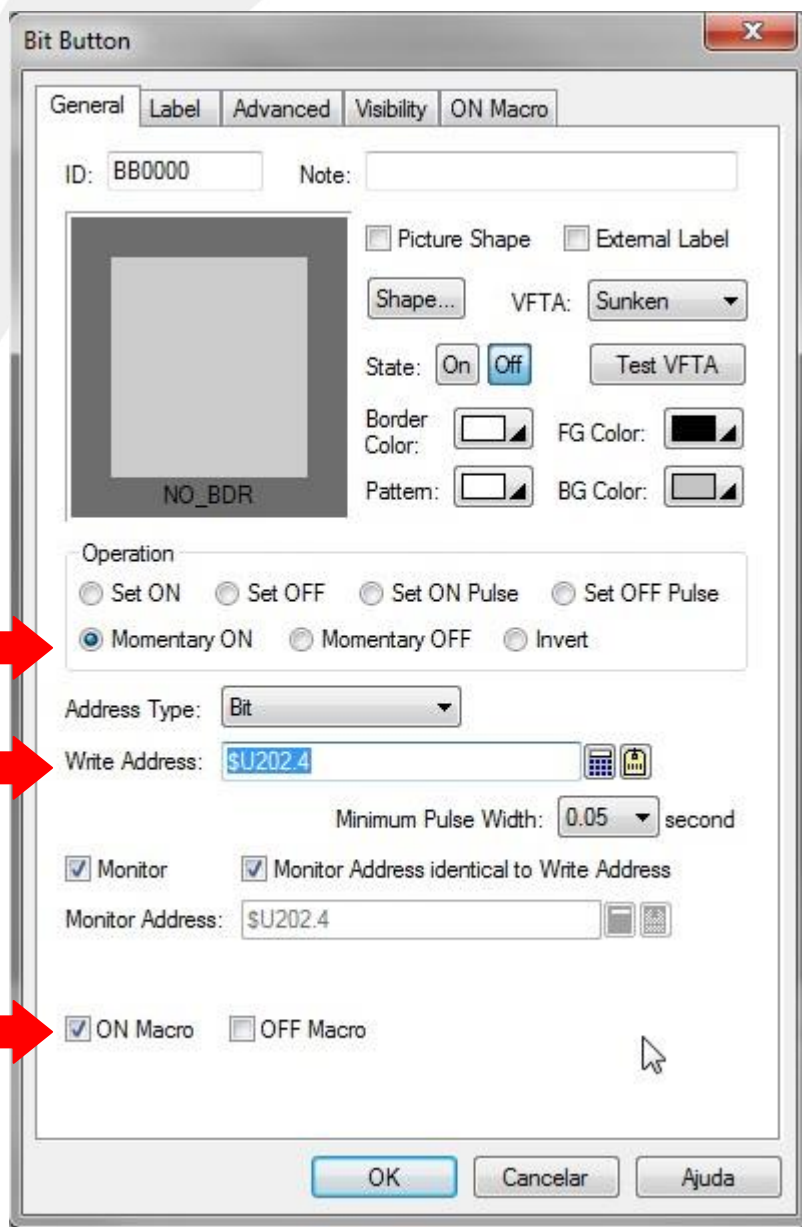 Bit Button
General Label Advanced Visibility ON Macro
ID: BB0000 Note:
Picture Shape External Label
Shape... VFTA: Sunken
State: On Off Test VFTA
Border Color: FG Color:
Pattern: BG Color:
NO_BDR
Operation
Set ON Set OFF Set ON Pulse Set OFF Pulse
Momentary ON Momentary OFF Invert
Address Type: Bit
Write Address: $U202.4
Minimum Pulse Width: 0.05 second
Monitor Monitor Address identical to Write Address
Monitor Address: $U202.4
ON Macro OFF Macro
OK Cancelar Ajuda